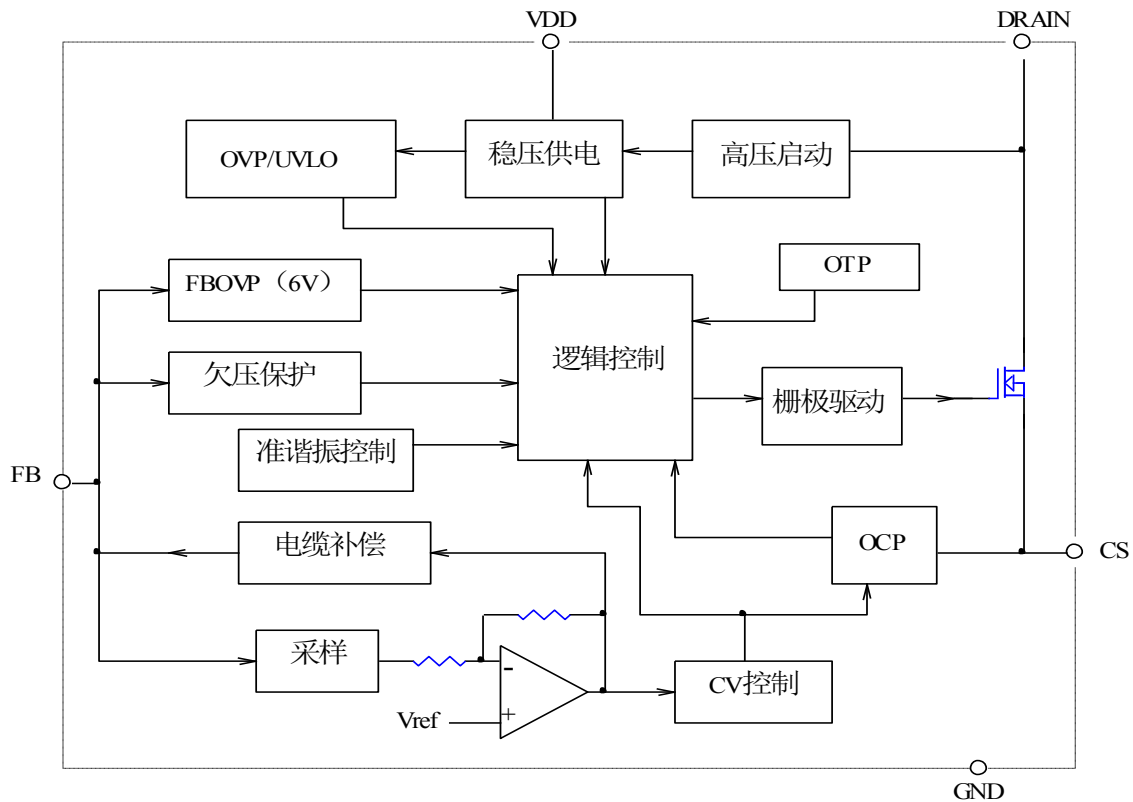 VDD
DRAIN
OVP/UVLO
稳压供电
高压启动
OTP
FBOVP（6V）
逻辑控制
欠压保护
栅极驱动
准谐振控制
FB
电缆补偿
OCP
CS
采样
-
CV控制
Vref
+
GND